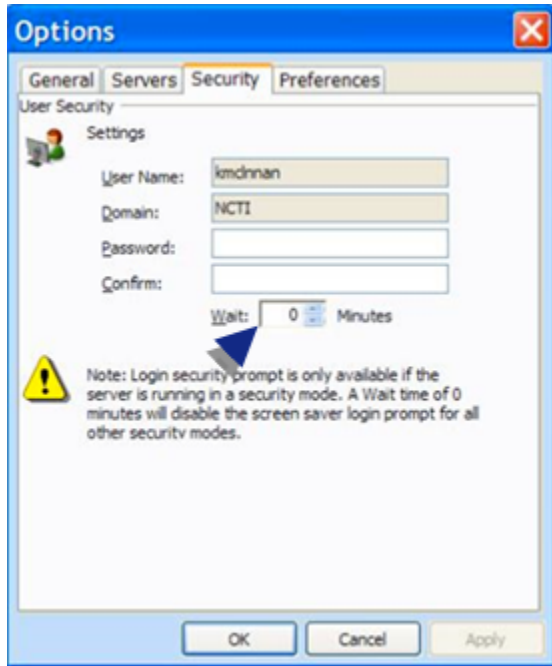 Options
General Servers Security Preferences
User Security
Settings
User Name: kmdnnan
Domain: NCTI
Password:
Confirm:
Wait: 0 Minutes
Note: Login security prompt is only available if the
server is running in a security mode. A Wait time of 0
minutes will disable the screen saver login prompt for all
other security modes.
OK Cancel Apply